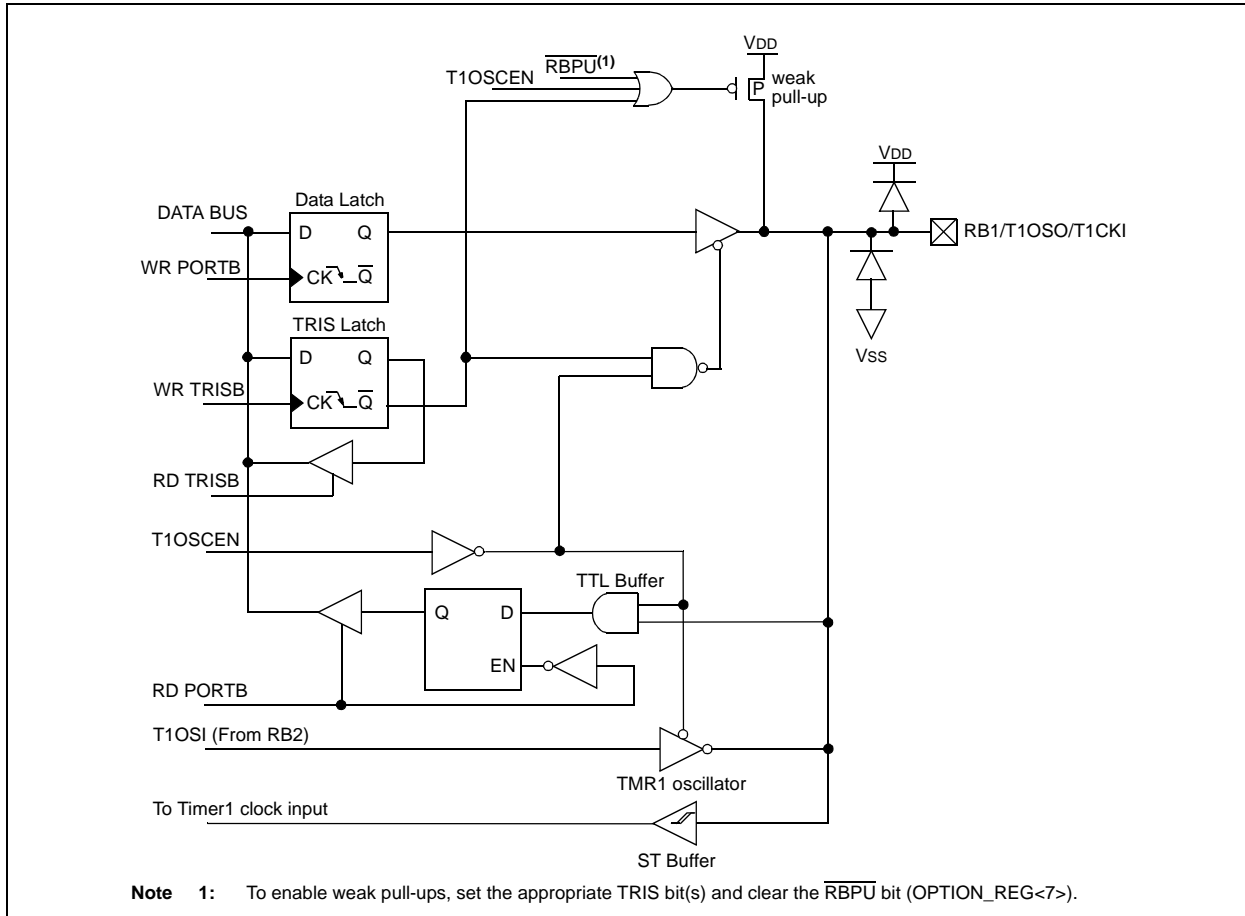 VDD
RBPU(1)
T1OSCEN
P
weak
pull-up
VDD
Data Latch
DATA BUS
D Q
RB1/T1OSO/T1CKI
WR PORTB
CK Q
VSS
TRIS Latch
D Q
WR TRISB
CK Q
RD TRISB
T1OSCEN
TTL Buffer
Q D
EN
RD PORTB
T1OSI (From RB2)
TMR1 oscillator
To Timer1 clock input
ST Buffer
Note 1: To enable weak pull-ups, set the appropriate TRIS bit(s) and clear the RBPU bit (OPTION_REG<7>).